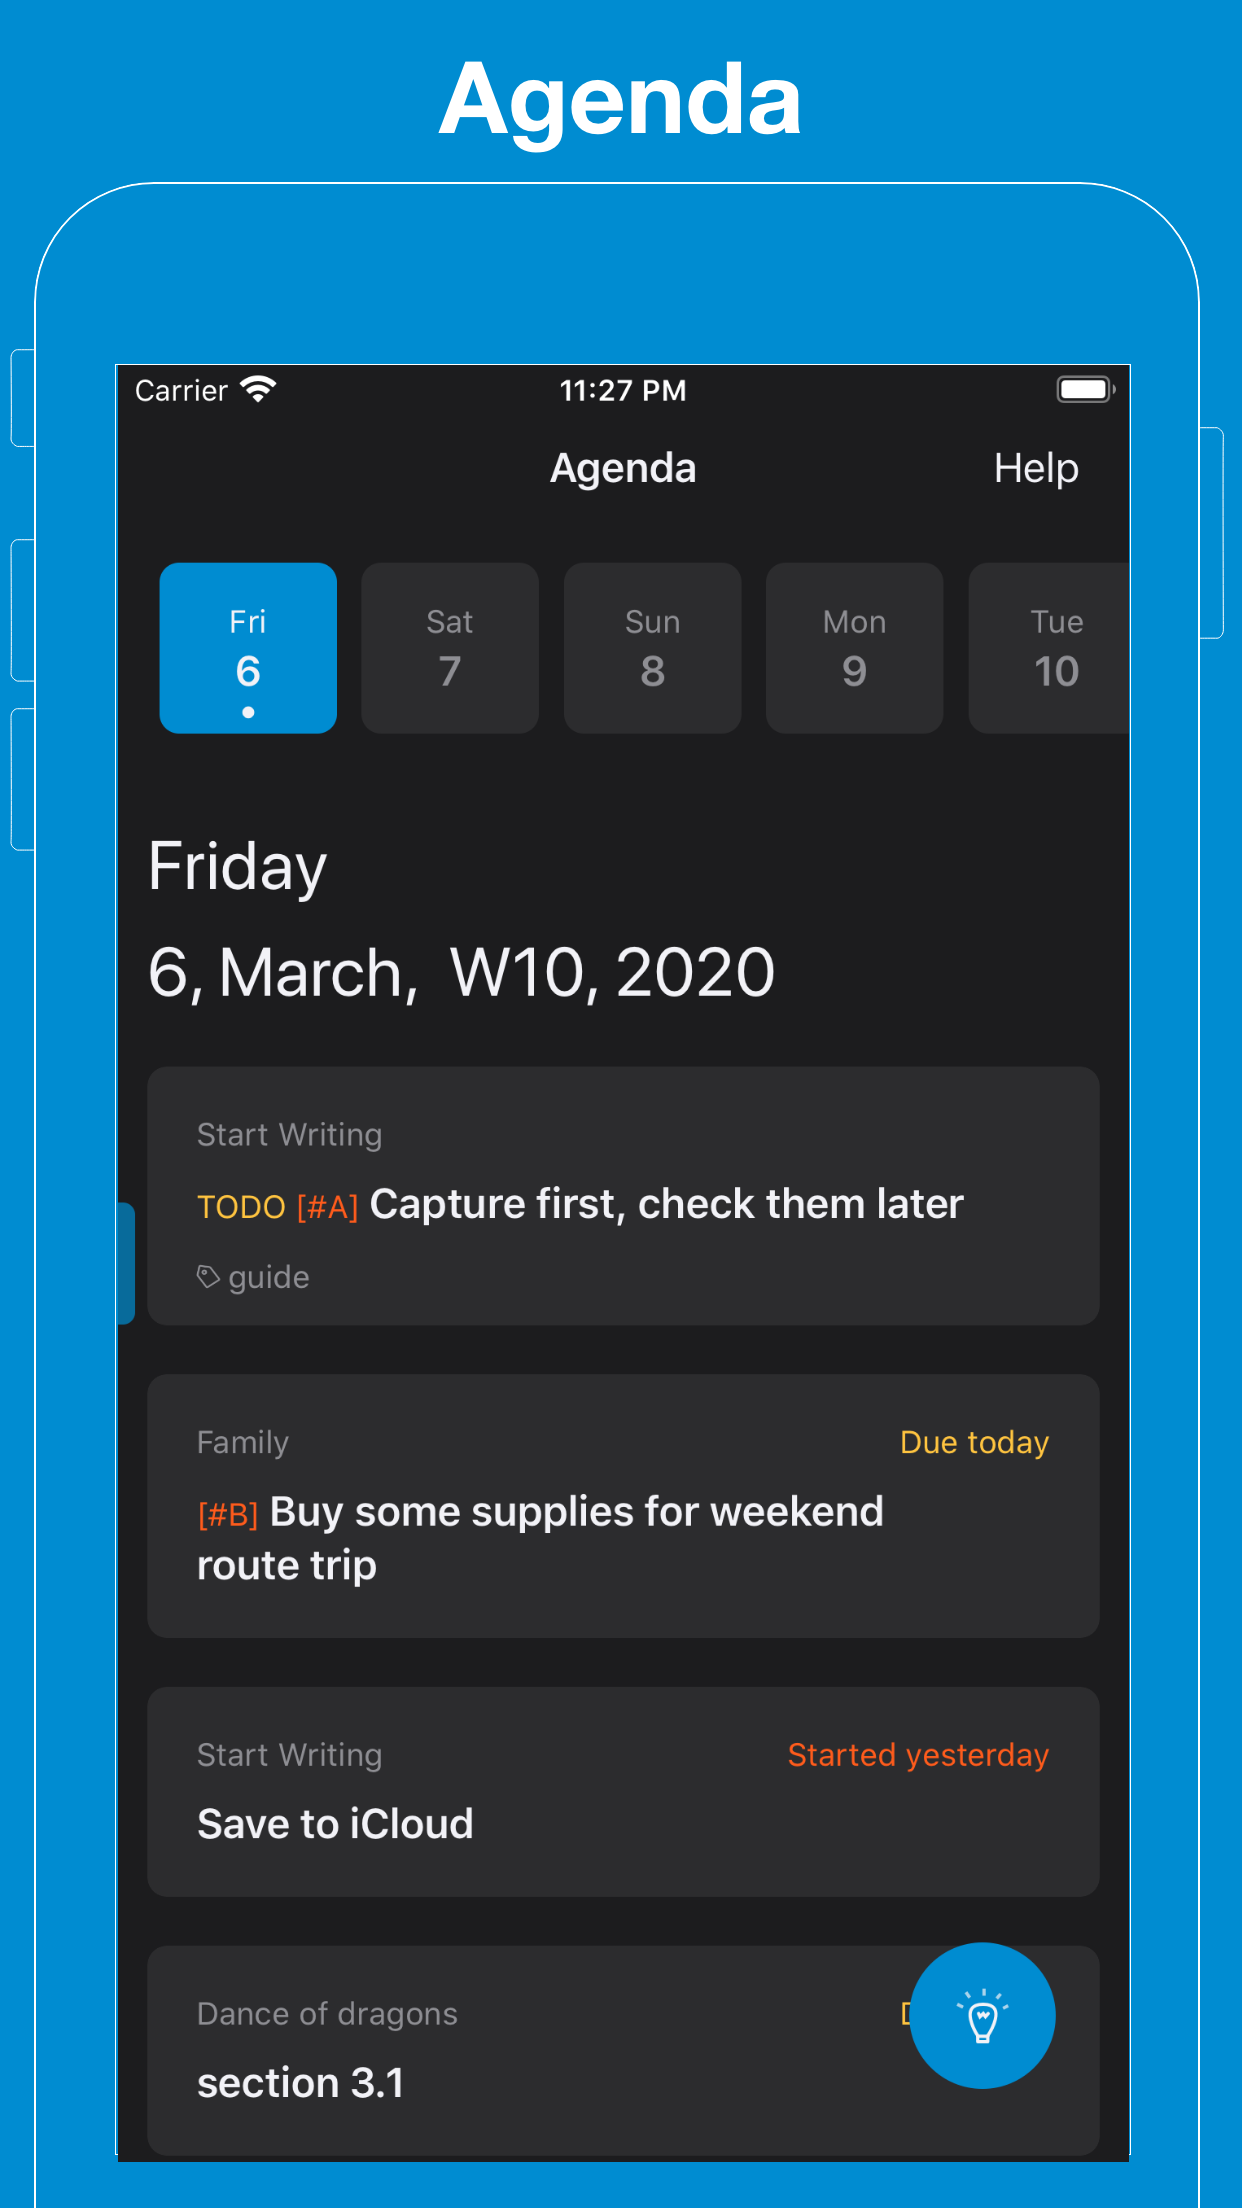 Agenda
Carrier 11:27 PM
Agenda Help
Fri Sat Sun Mon Tue
6 7 8 9 10
Friday
6, March, W10, 2020
Start Writing
TODO [#A] Capture first, check them later
guide
Family Due today
[#B] Buy some supplies for weekend
route trip
Start Writing Started yesterday
Save to iCloud
Dance of dragons
section 3.1